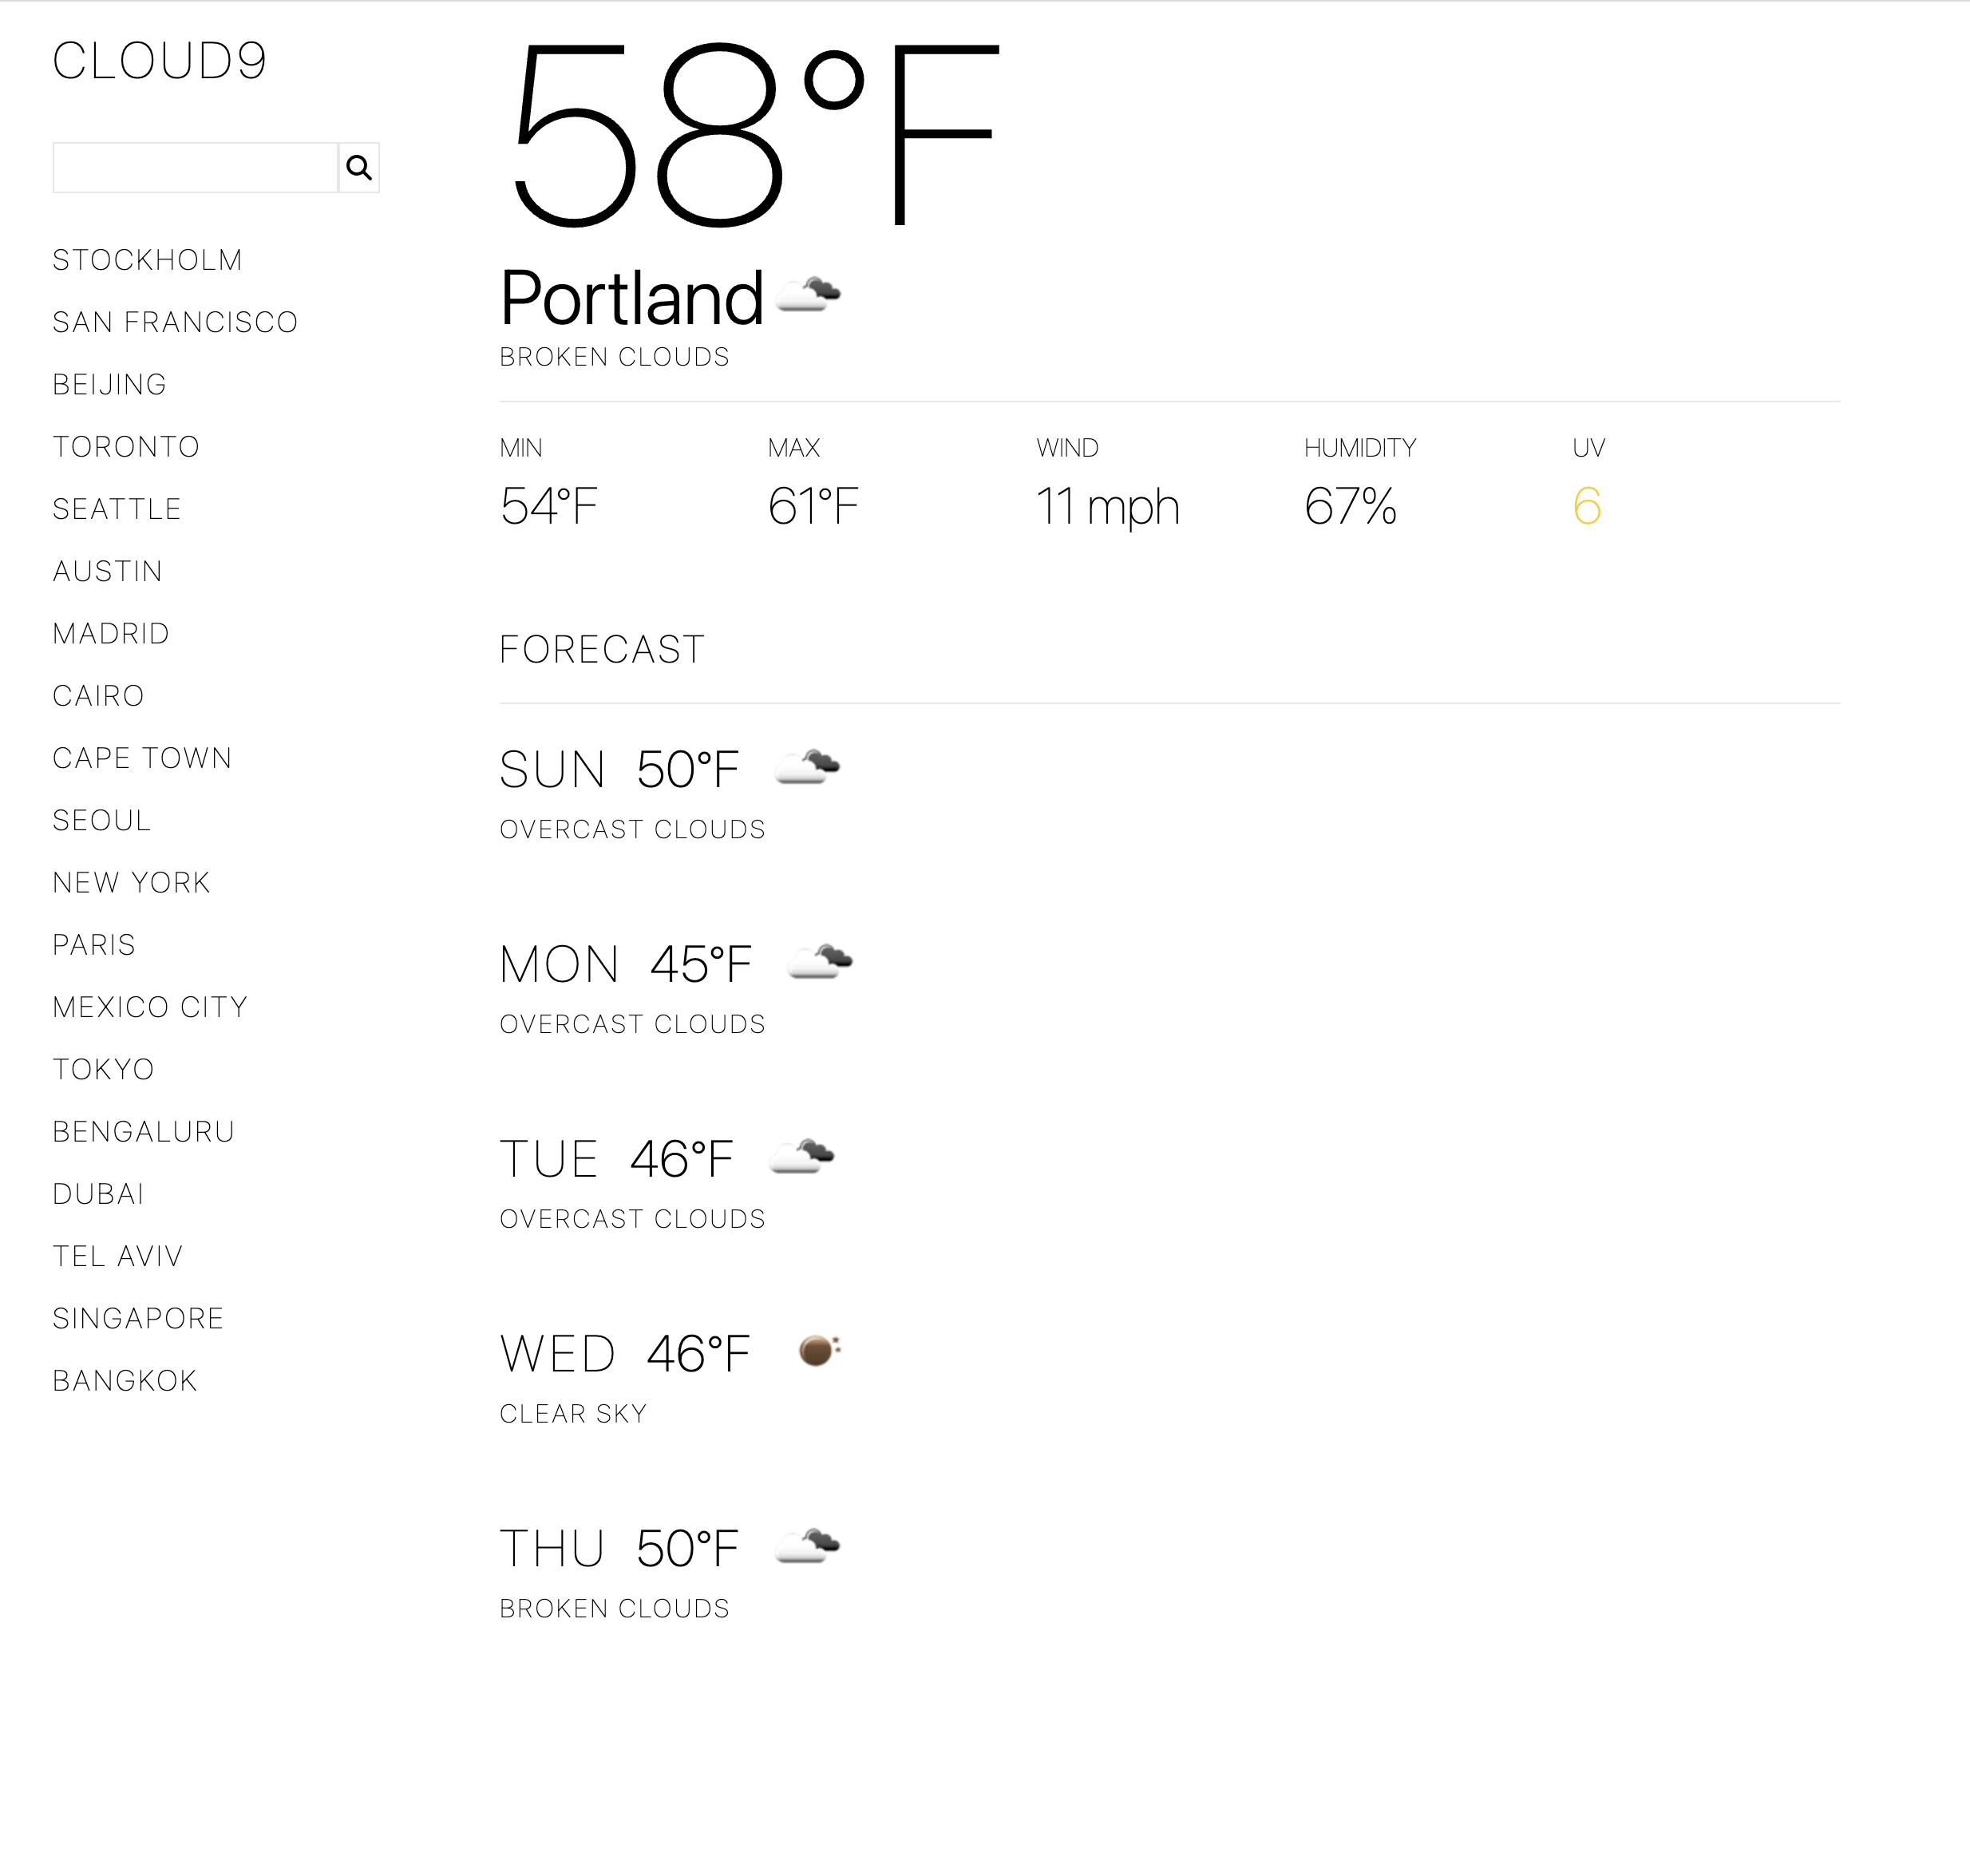 CLOUD9
STOCKHOLM
SAN FRANCISCO
BEIJING
TORONTO
SEATTLE
AUSTIN
MADRID
CAIRO
CAPE TOWN
SEOUL
NEW YORK
PARIS
MEXICO CITY
TOKYO
BENGALURU
DUBAI
TEL AVIV
SINGAPORE
BANGKOK
58°F
Portland
BROKEN CLOUDS
MIN MAX WIND HUMIDITY UV
54°F 61°F 11 mph 67% 6
FORECAST
SUN 50°F
OVERCAST CLOUDS
MON 45°F
OVERCAST CLOUDS
TUE 46°F
OVERCAST CLOUDS
WED 46°F
CLEAR SKY
THU 50°F
BROKEN CLOUDS